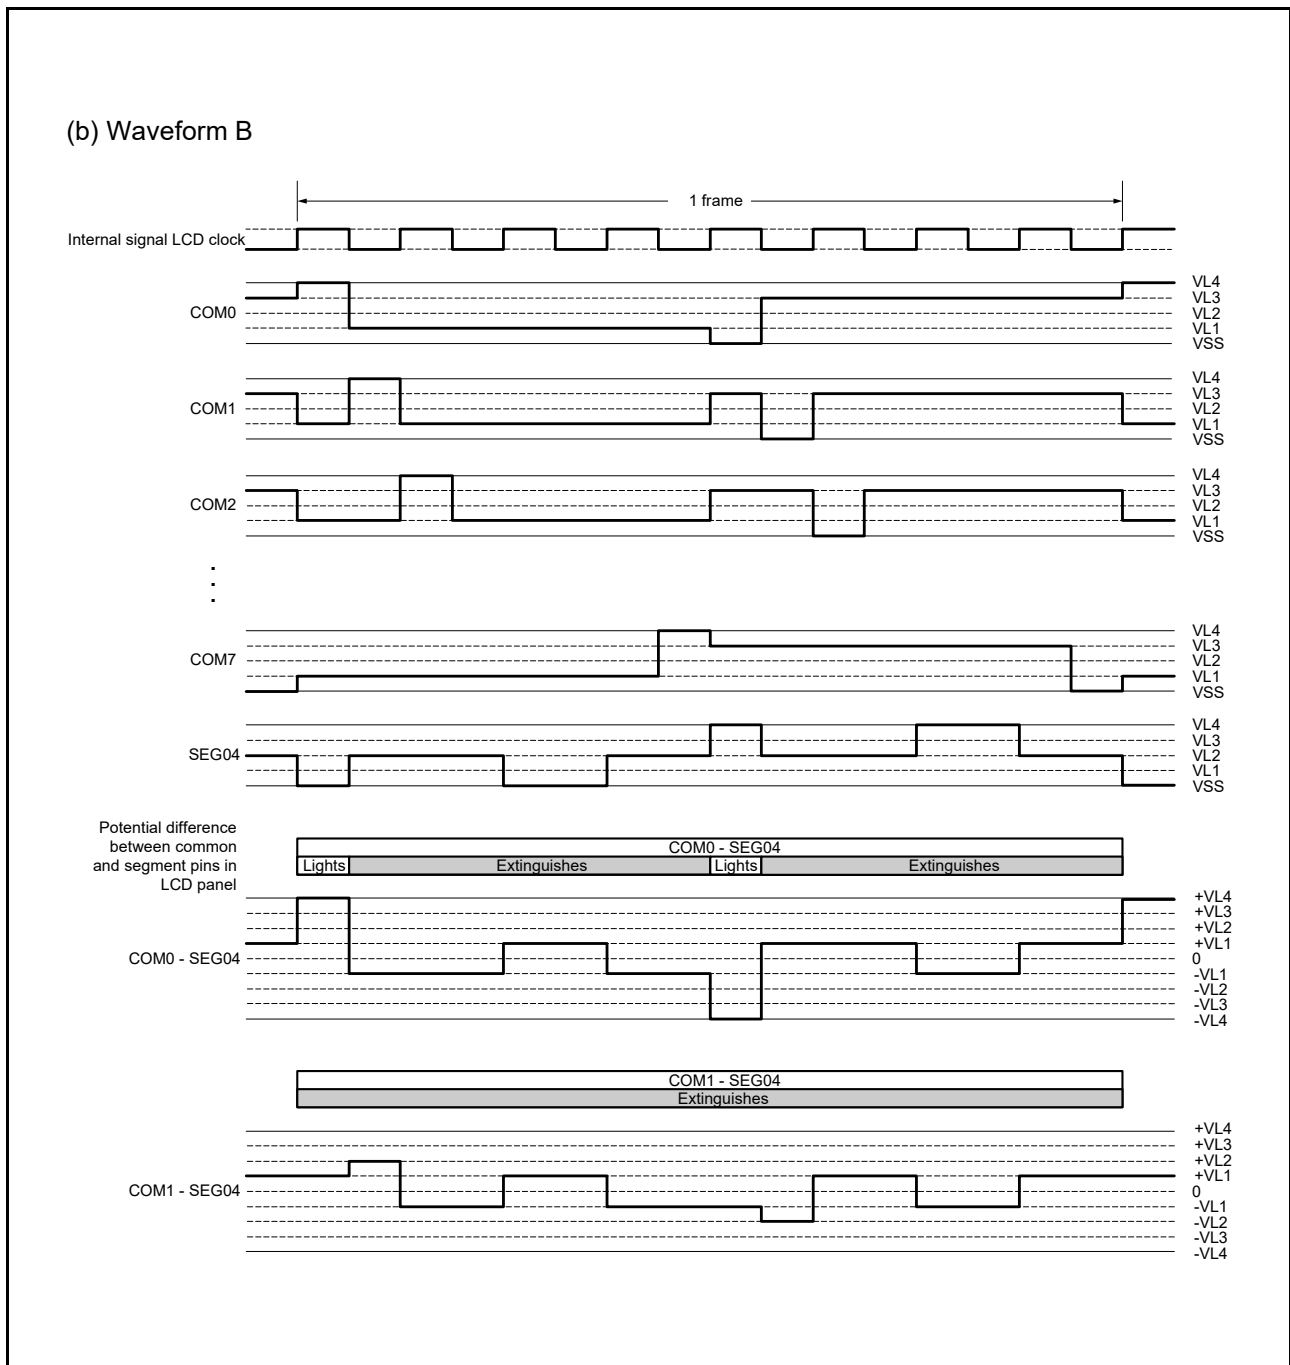 (b) Waveform B
1 frame
Internal signal LCD clock
COM0
VL4
VL3
VL2
VL1
VSS
COM1
VL4
VL3
VL2
VL1
VSS
COM2
VL4
VL3
VL2
VL1
VSS
COM7
VL4
VL3
VL2
VL1
VSS
SEG04
VL4
VL3
VL2
VL1
VSS
Potential difference
between common
and segment pins in
LCD panel
COM0 - SEG04
Lights Extinguishes Lights Extinguishes
COM0 - SEG04
+VL4
+VL3
+VL2
+VL1
0
-VL1
-VL2
-VL3
-VL4
COM1 - SEG04
Extinguishes
COM1 - SEG04
+VL4
+VL3
+VL2
+VL1
0
-VL1
-VL2
-VL3
-VL4